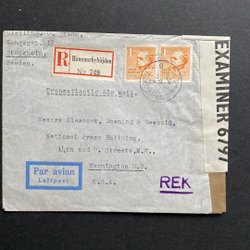 Kungsgat. 18
Stockholm
Sweden.
R
Hammarbyhöjden
No 749
Transatlantic Air Mail.
EXAMINER 6797
Messrs Glascock, Downing & Seebold,
National Press Building,
14th and F. Streets, N.W.,
Washington D.C.
U.S.A.
Par avion
Luftpost
REK